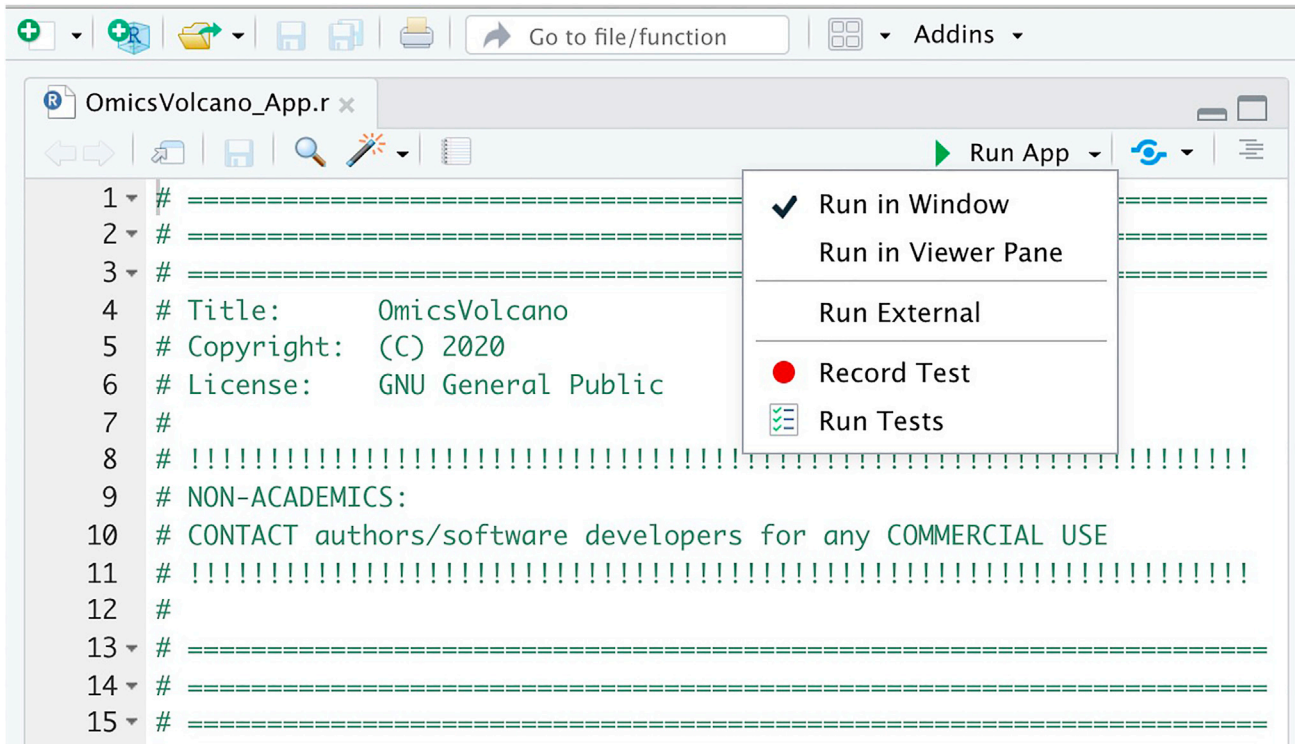 Go to file/function
Addins
OmicsVolcano_App.r
Run App
Run in Window
Run in Viewer Pane
Run External
Record Test
Run Tests
1 # ====================================================================
2 # ====================================================================
3 # ====================================================================
4 # Title:      OmicsVolcano
5 # Copyright:  (C) 2020
6 # License:    GNU General Public
7 #
8 # !!!!!!!!!!!!!!!!!!!!!!!!!!!!!!!!!!!!!!!!!!!!!!!!!!!!!!!!!!!!!!!!!!!
9 # NON-ACADEMICS:
10 # CONTACT authors/software developers for any COMMERCIAL USE
11 # !!!!!!!!!!!!!!!!!!!!!!!!!!!!!!!!!!!!!!!!!!!!!!!!!!!!!!!!!!!!!!!!!!!
12 #
13 # ====================================================================
14 # ====================================================================
15 # ====================================================================